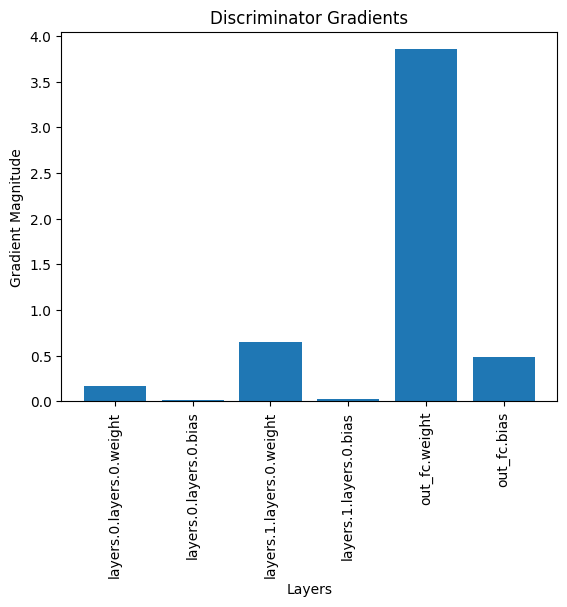 Discriminator Gradients
Gradient Magnitude
4.0
3.5
3.0
2.5
2.0
1.5
1.0
0.5
0.0
layers.0.layers.0.weight
layers.0.layers.0.bias
layers.1.layers.0.weight
layers.1.layers.0.bias
out_fc.weight
out_fc.bias
Layers